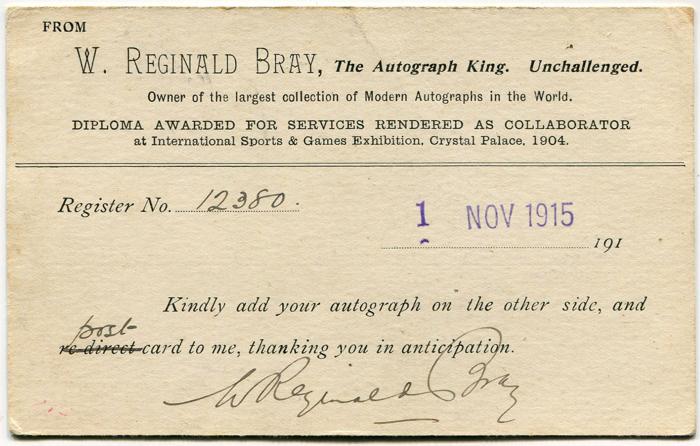 FROM
W. REGINALD BRAY, The Autograph King. Unchallenged.
Owner of the largest collection of Modern Autographs in the World.
DIPLOMA AWARDED FOR SERVICES RENDERED AS COLLABORATOR
at International Sports & Games Exhibition, Crystal Palace, 1904.
Register No. 12380.
1 NOV 1915
191
Kindly add your autograph on the other side, and
post
re-direct card to me, thanking you in anticipation.
W Reginald Bray